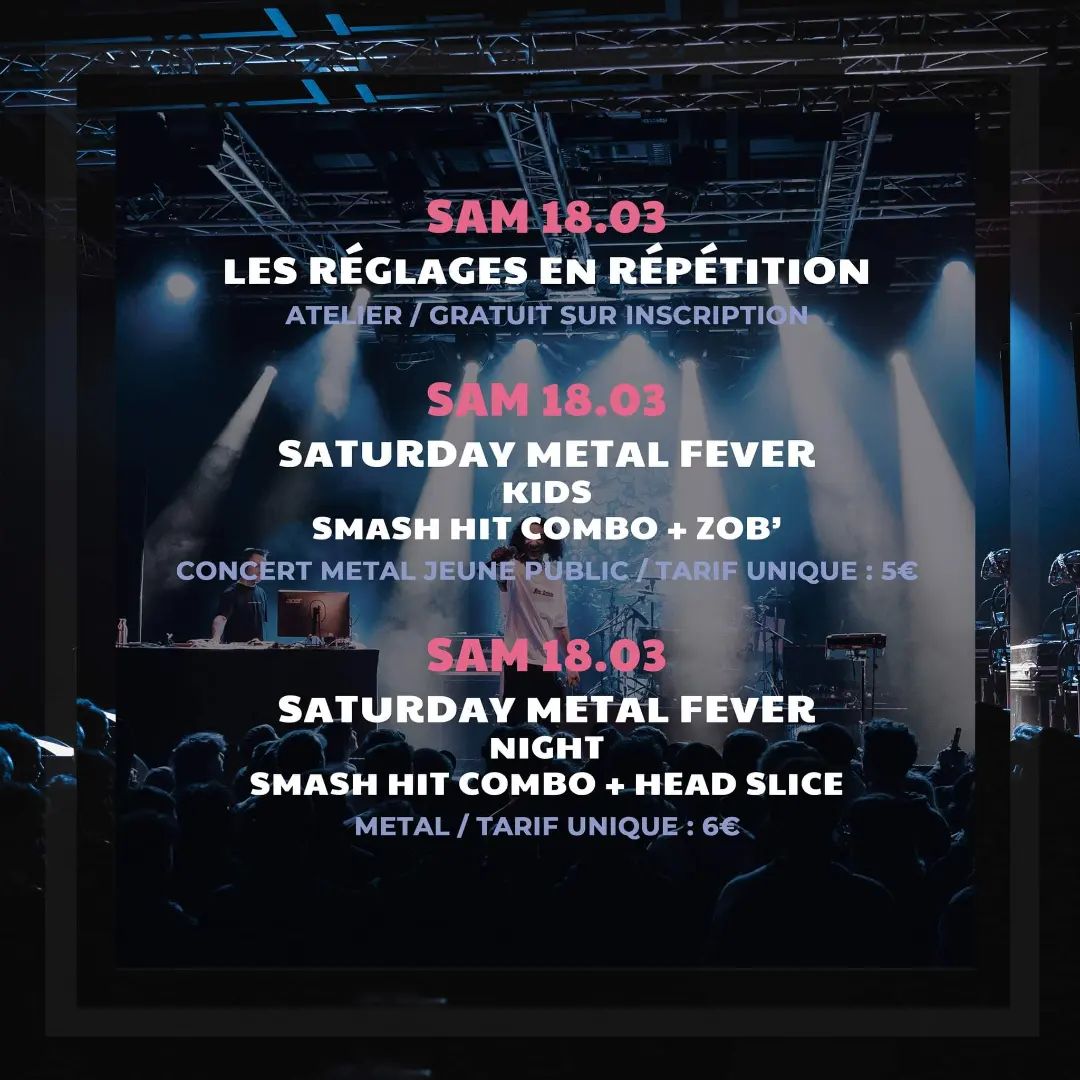 SAM 18.03
LES RÉGLAGES EN RÉPÉTITION
ATELIER / GRATUIT SUR INSCRIPTION
SAM 18.03
SATURDAY METAL FEVER
KIDS
SMASH HIT COMBO + ZOB'
CONCERT METAL JEUNE PUBLIC / TARIF UNIQUE : 5€
acer
SAM 18.03
SATURDAY METAL FEVER
NIGHT
SMASH HIT COMBO + HEAD SLICE
METAL / TARIF UNIQUE : 6€